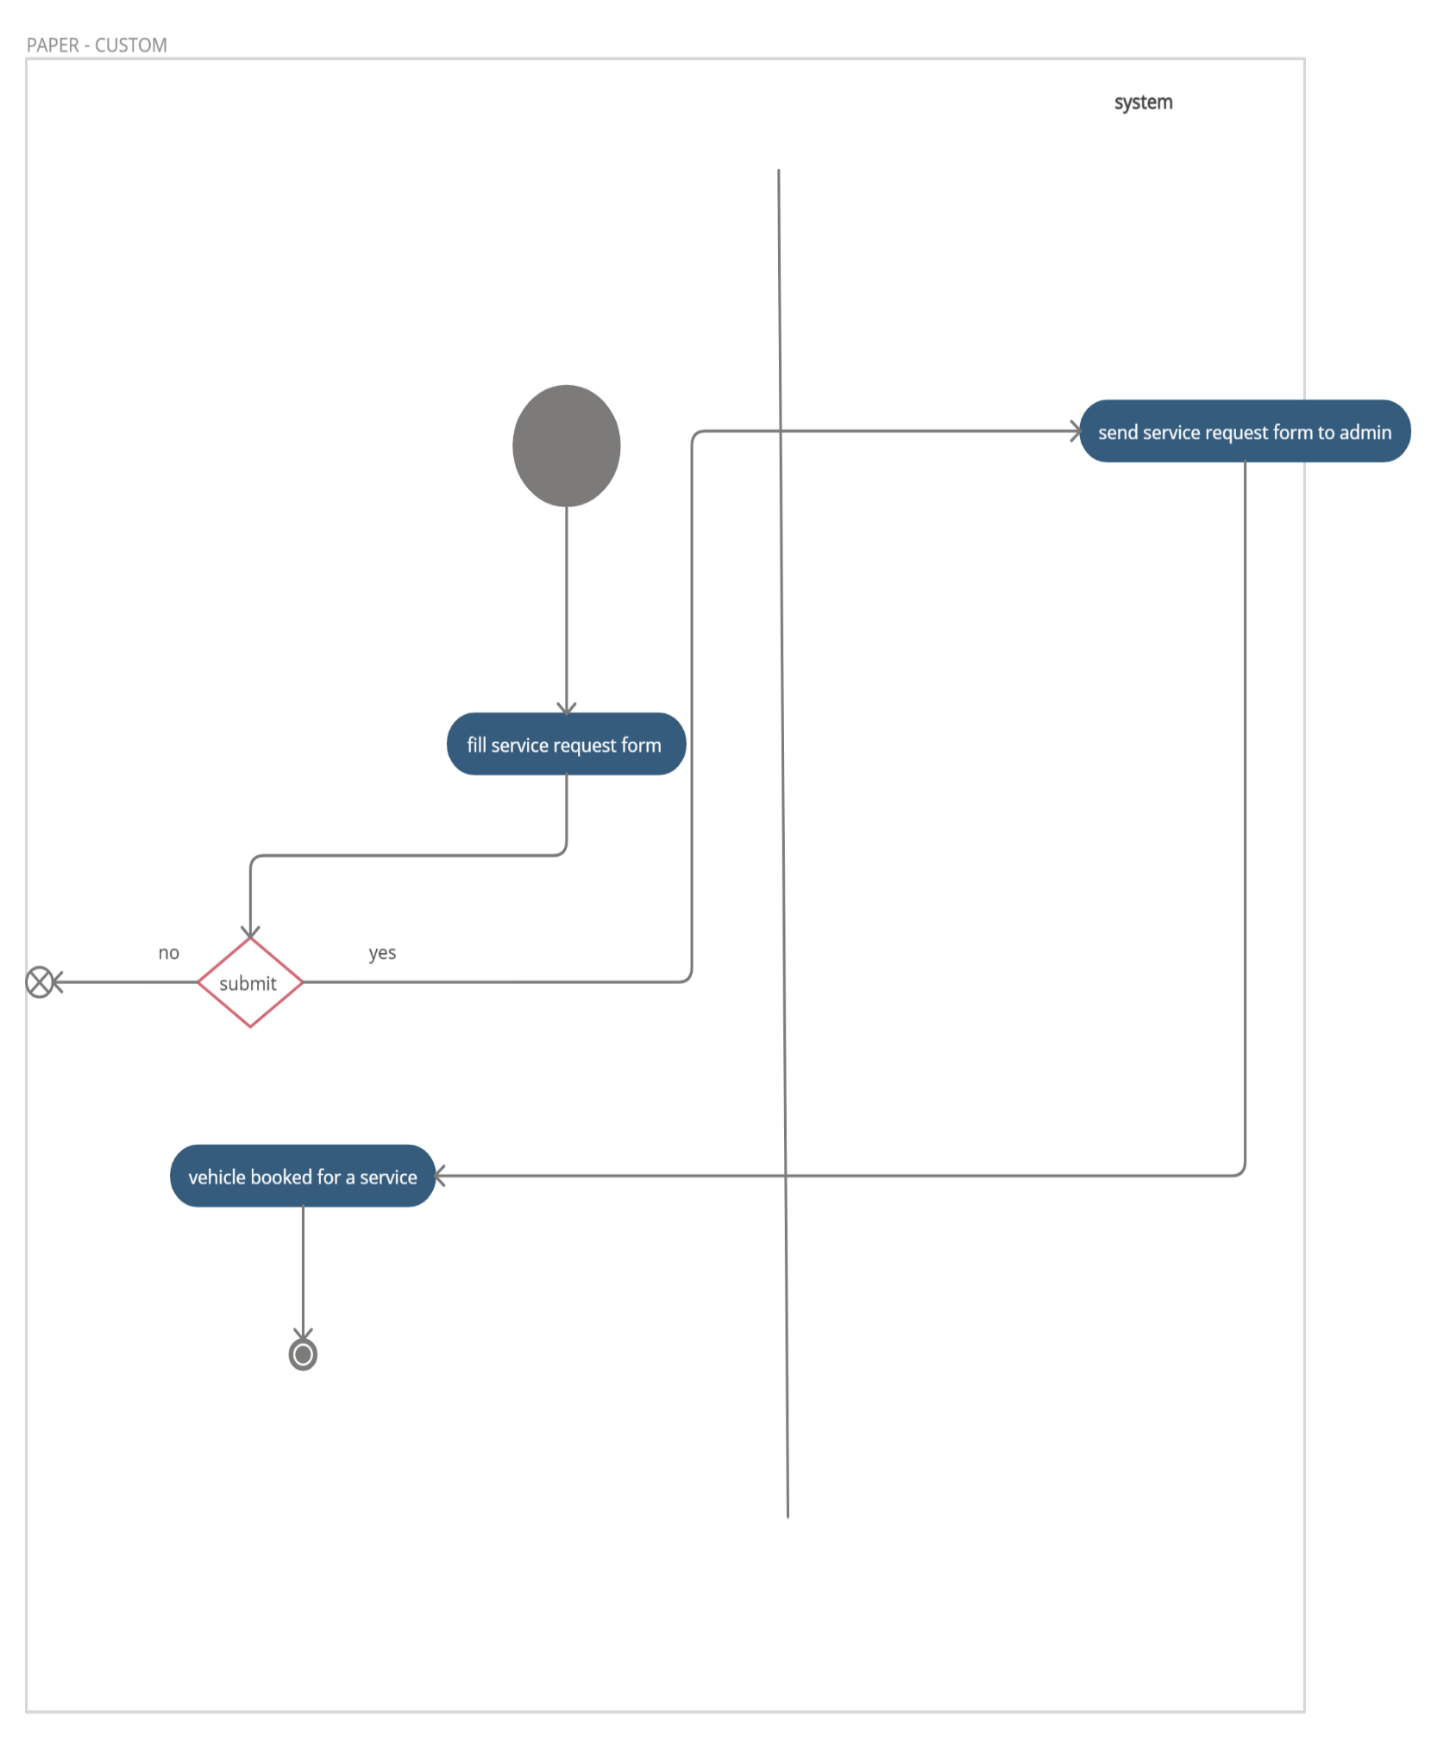 PAPER - CUSTOM
system
send service request form to admin
fill service request form
no
yes
submit
vehicle booked for a service